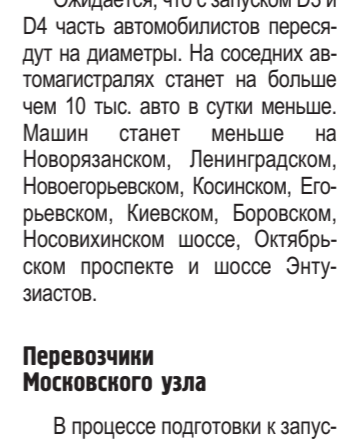 Ожидается, что с запуском D3 и
D4 часть автомобилистов переся-
дут на диаметры. На соседних ав-
томагистралях станет на больше
чем 10 тыс. авто в сутки меньше.
Машин станет меньше на
Новорязанском, Ленинградском,
Новоегорьевском, Косинском, Его-
рьевском, Киевском, Боровском,
Носовихинском шоссе, Октябрь-
ском проспекте и шоссе Энту-
зиастов.
Перевозчики
Московского узла
В процессе подготовки к запус-